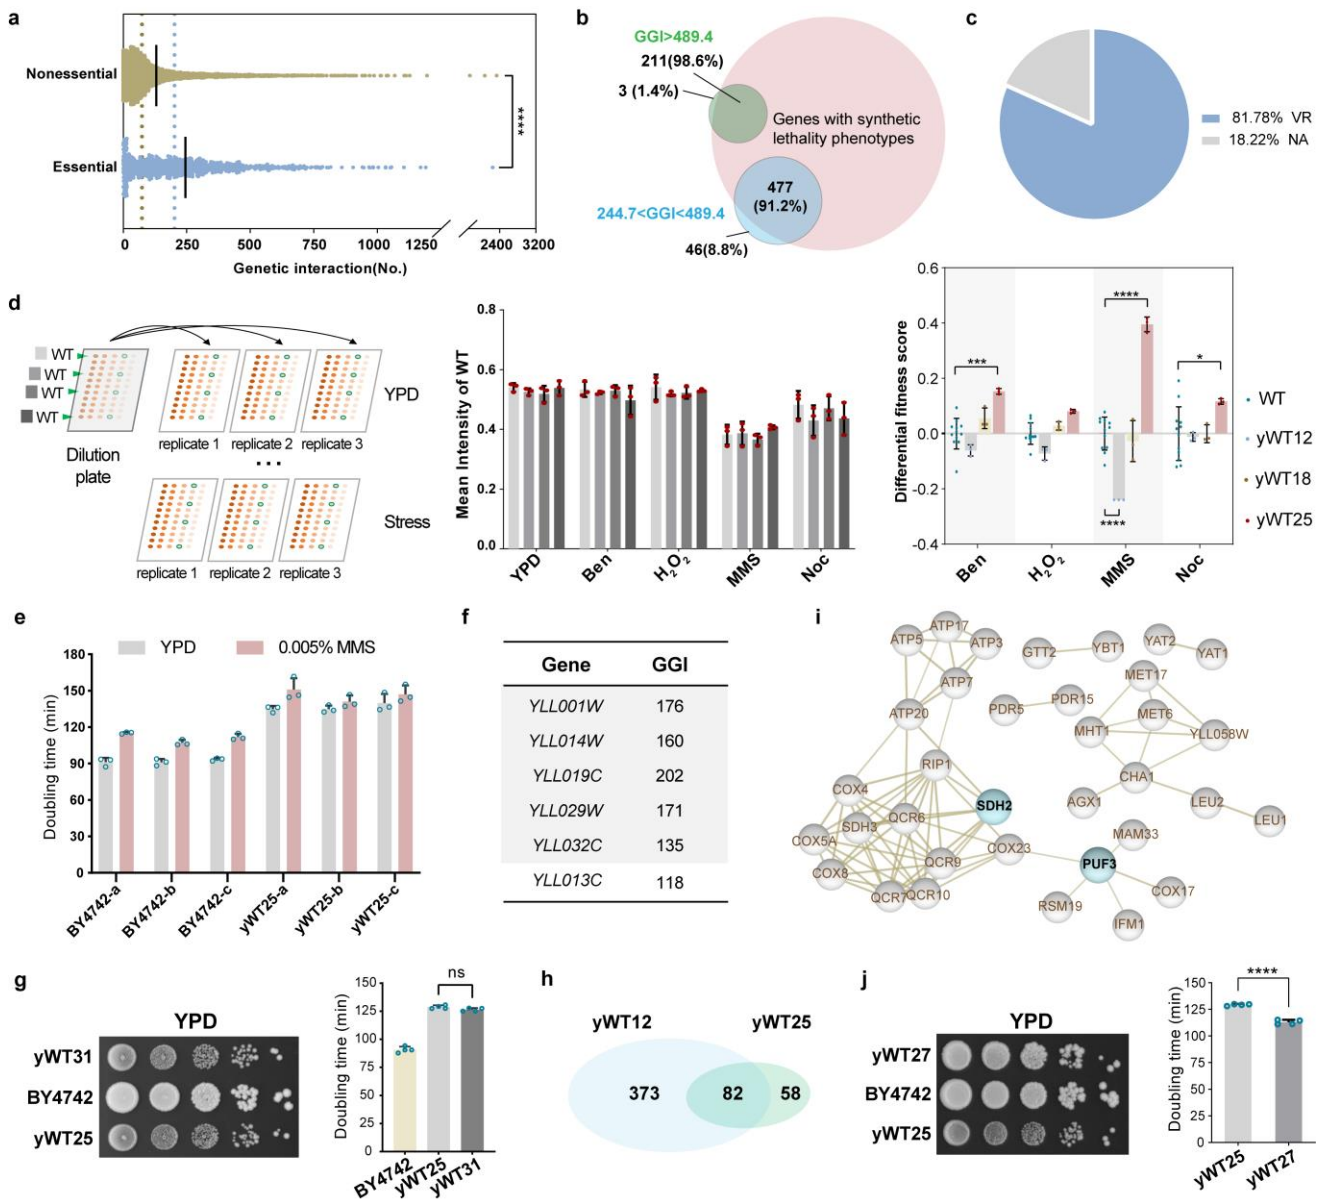 a
Nonessential
Essential
****
0 250 500 750 1000 1250 2400 3200
Genetic interaction(No.)
b
GGI>489.4
211(98.6%)
3 (1.4%)
Genes with synthetic
lethality phenotypes
477
(91.2%)
244.7<GGI<489.4
46(8.8%)
c
81.78% VR
18.22% NA
d
WT
WT
WT
WT
Dilution
plate
replicate 1 replicate 2 replicate 3
YPD
...
Stress
replicate 1 replicate 2 replicate 3
Mean Intensity of WT
0.8
0.6
0.4
0.2
0.0
YPD Ben H2O2 MMS Noc
Differential fitness score
0.6
0.4
0.2
0.0
-0.2
-0.4
***
****
****
*
Ben H2O2 MMS Noc
WT
yWT12
yWT18
yWT25
e
YPD 0.005% MMS
Doubling time (min)
180
150
120
90
60
30
0
BY4742-a BY4742-b BY4742-c yWT25-a yWT25-b yWT25-c
f
Gene GGI
YLL001W 176
YLL014W 160
YLL019C 202
YLL029W 171
YLL032C 135
YLL013C 118
i
ATP17
ATP5
ATP3
ATP7
ATP20
GTT2
YBT1
YAT2
YAT1
MET17
PDR5
PDR15
MET6
MHT1
YLL058W
RIP1
CHA1
COX4
SDH2
AGX1
LEU2
LEU1
SDH3
QCR6
COX5A
MAM33
COX23
QCR9
COX8
PUF3
QCR7
QCR10
COX17
RSM19
IFM1
g
YPD
yWT31
BY4742
yWT25
Doubling time (min)
150
125
100
75
50
25
0
ns
BY4742 yWT25 yWT31
h
yWT12 yWT25
373 82 58
j
YPD
yWT27
BY4742
yWT25
Doubling time (min)
150
125
100
75
50
25
0
****
yWT25 yWT27